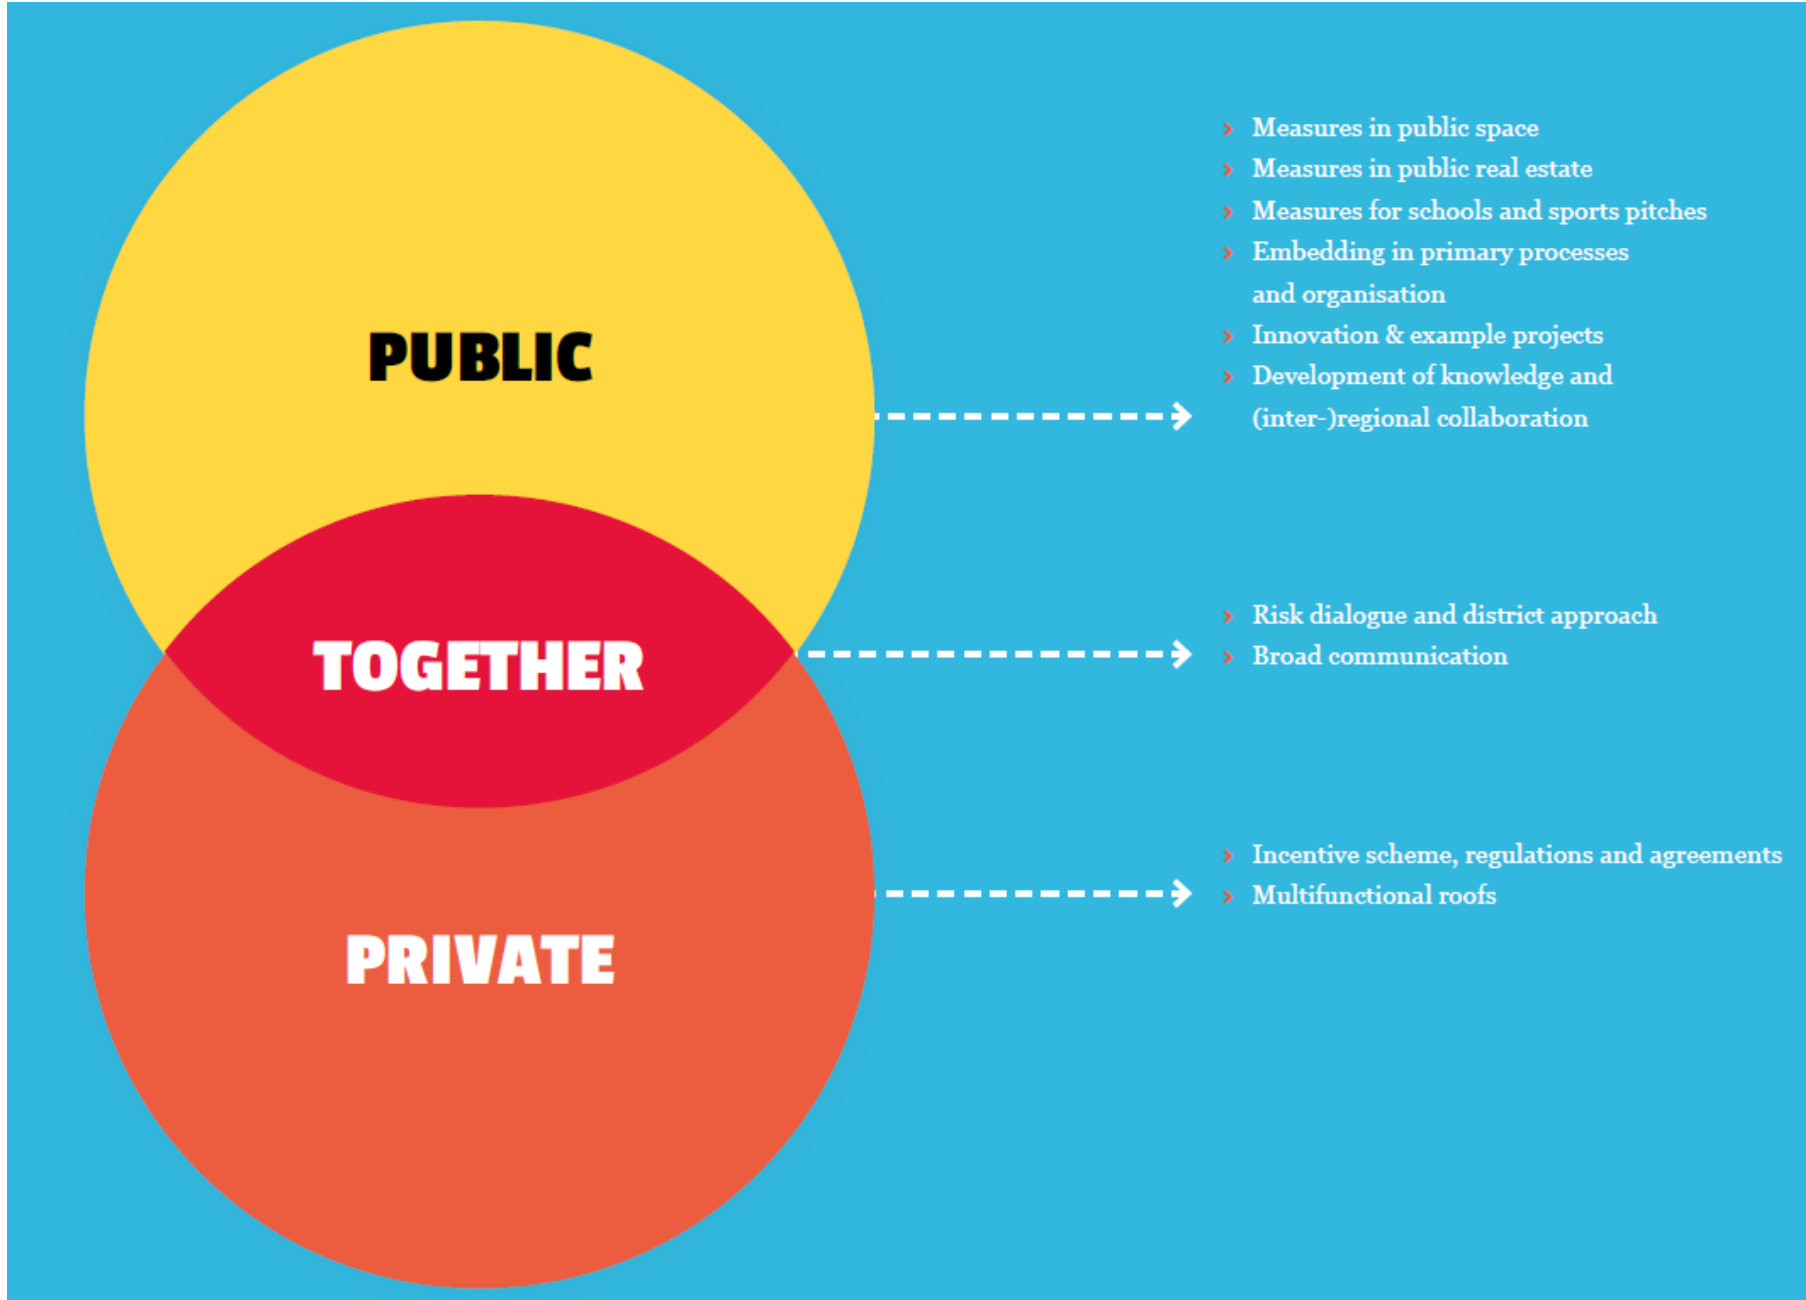 PUBLIC
› Measures in public space
› Measures in public real estate
› Measures for schools and sports pitches
› Embedding in primary processes
and organisation
› Innovation & example projects
› Development of knowledge and
(inter-)regional collaboration
TOGETHER
› Risk dialogue and district approach
› Broad communication
PRIVATE
› Incentive scheme, regulations and agreements
› Multifunctional roofs